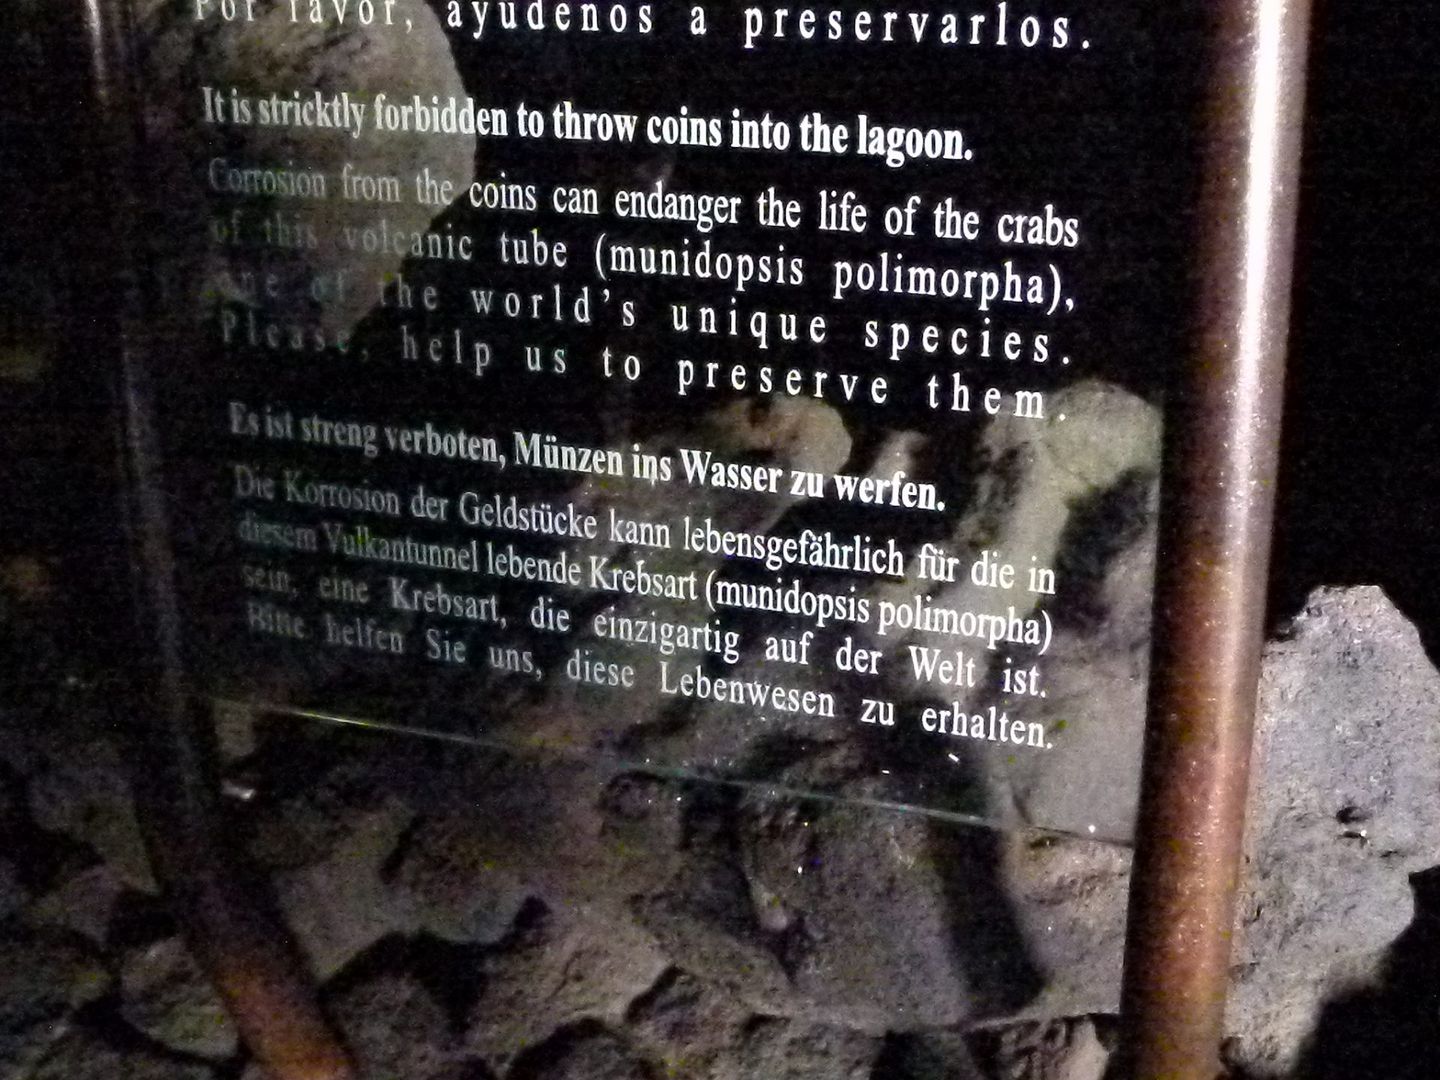 Por favor, ayúdenos a preservarlos.
It is stricktly forbidden to throw coins into the lagoon.
Corrosion from the coins can endanger the life of the crabs
of this volcanic tube (munidopsis polimorpha),
one of the world's unique species.
Please, help us to preserve them.
Es ist streng verboten, Münzen ins Wasser zu werfen.
Die Korrosion der Geldstücke kann lebensgefährlich für die in
diesem Vulkantunnel lebende Krebsart (munidopsis polimorpha)
sein, eine Krebsart, die einzigartig auf der Welt ist.
Bitte helfen Sie uns, diese Lebenwesen zu erhalten.